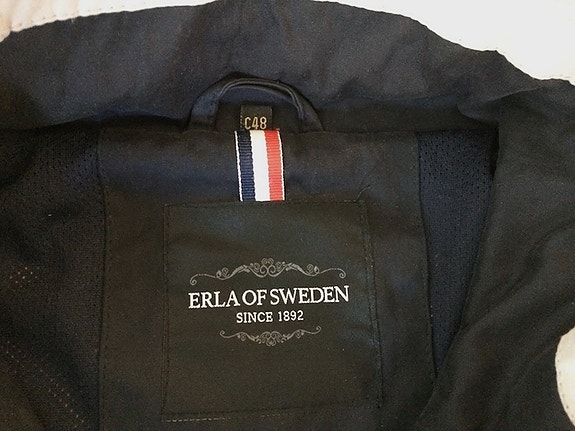 C48
ERLA OF SWEDEN
SINCE 1892